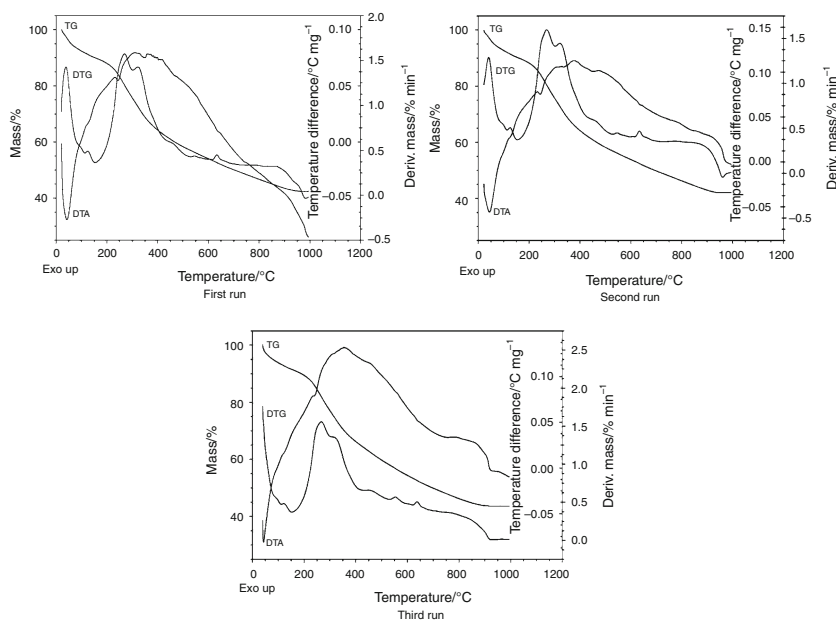 TG
DTG
DTA
100
80
60
40
Mass/%
0.10
0.05
0.00
−0.05
Temperature difference/°C mg⁻¹
2.0
1.5
1.0
0.5
0.0
−0.5
Deriv. mass/% min⁻¹
0 200 400 600 800 1000 1200
Exo up
Temperature/°C
First run
TG
DTG
DTA
100
80
60
40
Mass/%
0.15
0.10
0.05
0.00
−0.05
Temperature difference/°C mg⁻¹
1.5
1.0
0.5
0.0
−0.5
Deriv. mass/% min⁻¹
0 200 400 600 800 1000 1200
Exo up
Temperature/°C
Second run
TG
DTG
DTA
100
80
60
40
Mass/%
0.10
0.05
0.00
−0.05
Temperature difference/°C mg⁻¹
2.5
2.0
1.5
1.0
0.5
0.0
Deriv. mass/% min⁻¹
0 200 400 600 800 1000 1200
Exo up
Temperature/°C
Third run